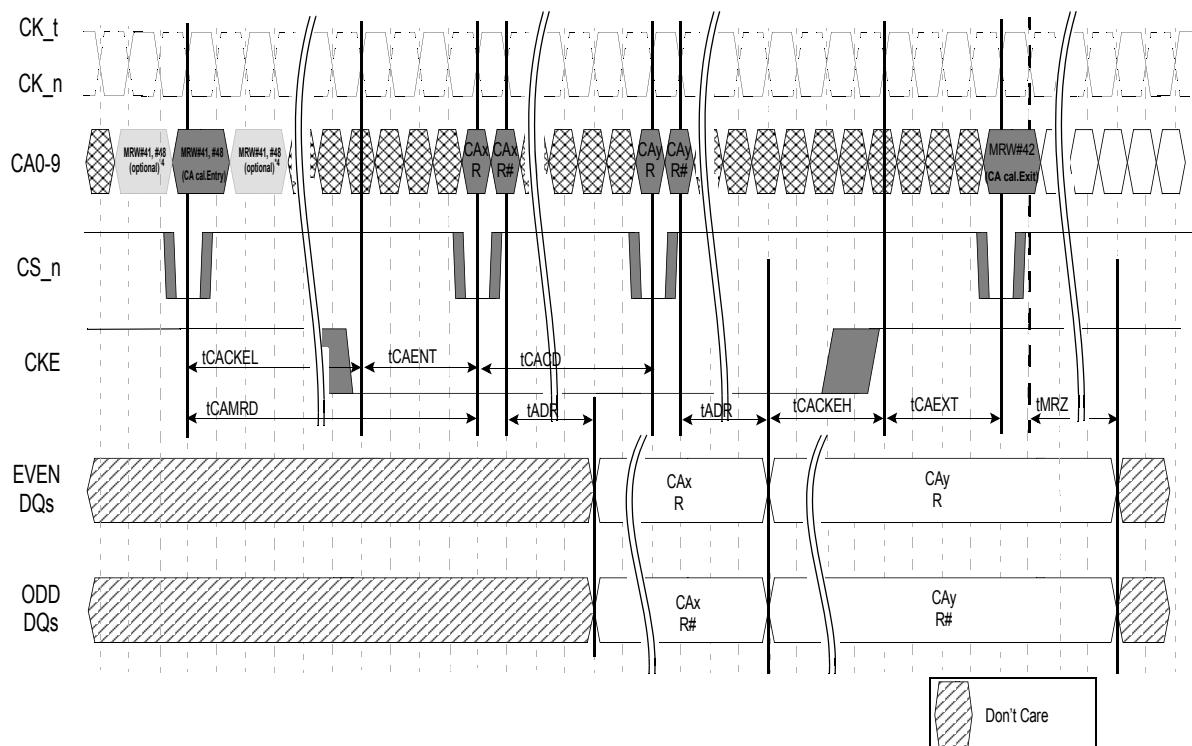 CK_t
CK_n
CA0-9
MRW#41, #48
(optional)*4
MRW#41, #48
(CA cal.Entry)
MRW#41, #48
(optional)*4
CAx
R
CAx
R#
CAy
R
CAy
R#
MRW#42
(CA cal.Exit)
CS_n
CKE
tCACKEL
tCAENT
tCACD
tCAMRD
tADR
tADR
tCACKEH
tCAEXT
tMRZ
EVEN
DQs
CAx
R
CAy
R
ODD
DQs
CAx
R#
CAy
R#
Don't Care